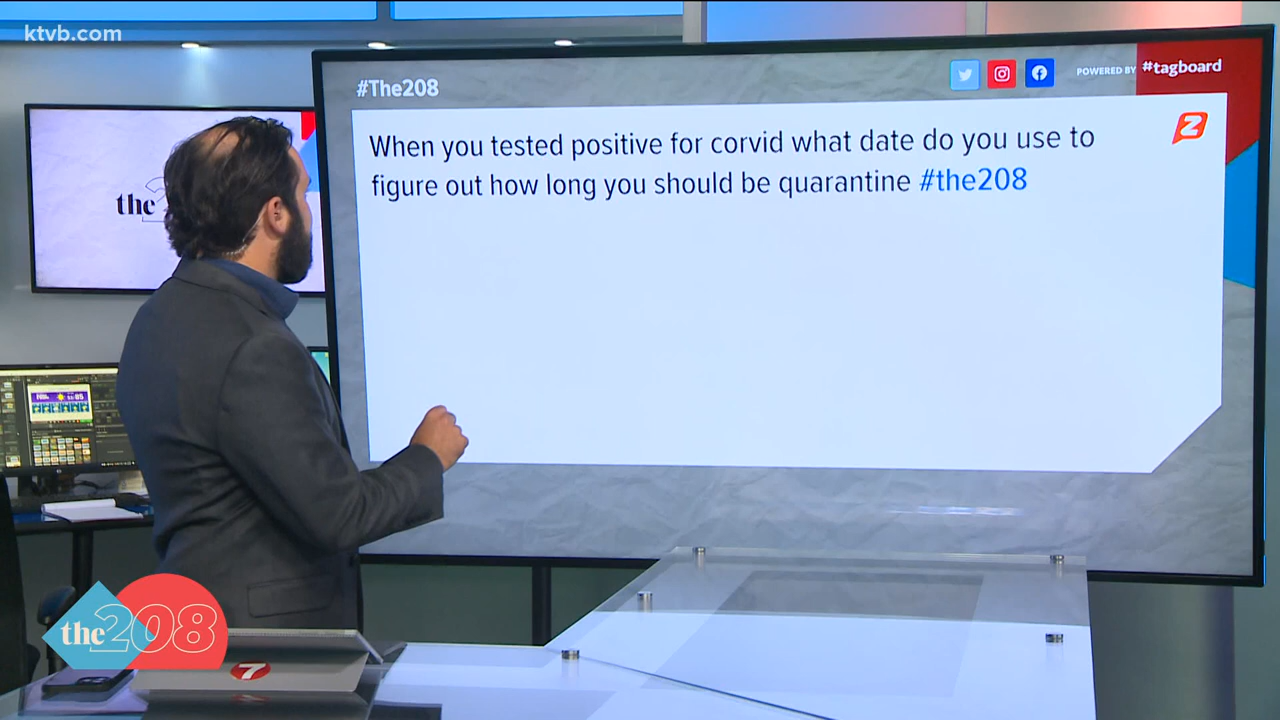 ktvb.com
#The208
POWERED BY #tagboard
When you tested positive for corvid what date do you use to
figure out how long you should be quarantine #the208
the
the208
7